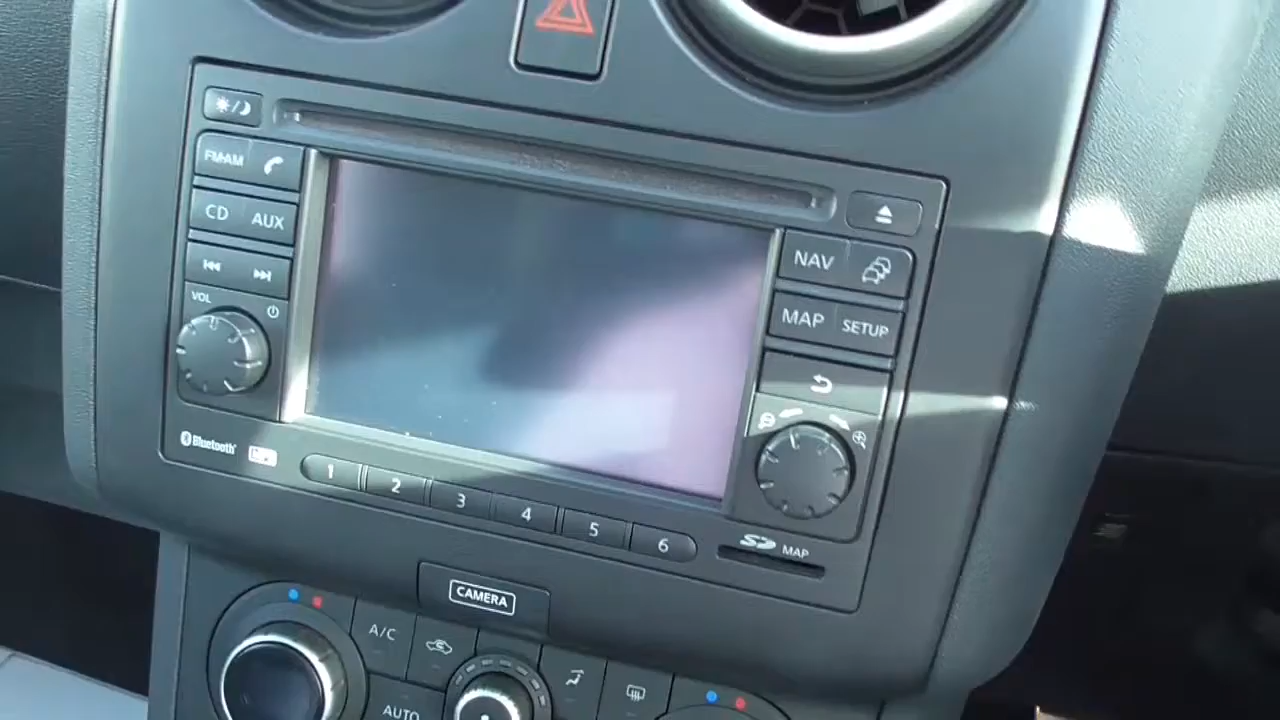 FM·AM
CD AUX
VOL
NAV
MAP SETUP
Bluetooth
1 2 3 4 5 6
SD MAP
CAMERA
A/C
AUTO